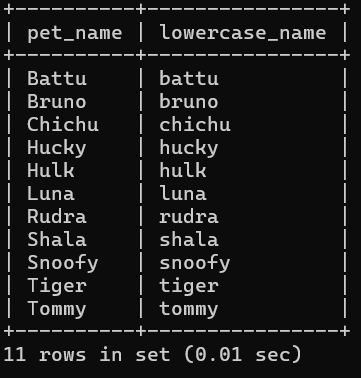 +-----------+----------------+
| pet_name | lowercase_name |
+-----------+----------------+
| Battu | battu |
| Bruno | bruno |
| Chichu | chichu |
| Hucky | hucky |
| Hulk | hulk |
| Luna | luna |
| Rudra | rudra |
| Shala | shala |
| Snoofy | snoofy |
| Tiger | tiger |
| Tommy | tommy |
+-----------+----------------+
11 rows in set (0.01 sec)